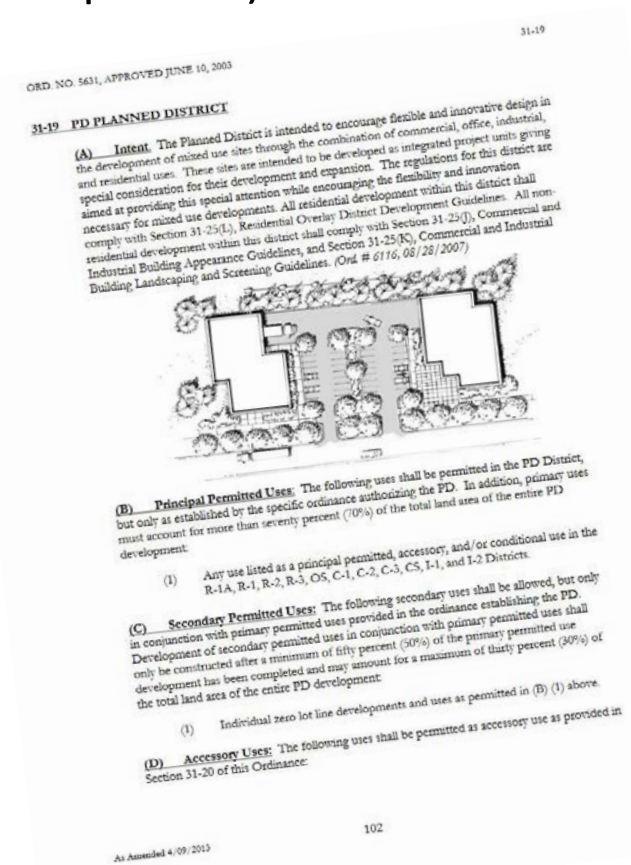 31-19
ORD. NO. 5631, APPROVED JUNE 10, 2003
31-19 PD PLANNED DISTRICT
(A) Intent. The Planned District is intended to encourage flexible and innovative design in
the development of mixed use sites through the combination of commercial, office, industrial,
and residential uses. These sites are intended to be developed as integrated project units giving
special consideration for their development and expansion. The regulations for this district are
aimed at providing this special attention while encouraging the flexibility and innovation
necessary for mixed use developments. All residential development within this district shall
comply with Section 31-25(L), Residential Overlay District Development Guidelines. All non-
residential development within this district shall comply with Section 31-25(J), Commercial and
Industrial Building Appearance Guidelines, and Section 31-25(K), Commercial and Industrial
Building Landscaping and Screening Guidelines. (Ord. # 6116, 08/28/2007)
(B) Principal Permitted Uses: The following uses shall be permitted in the PD District,
but only as established by the specific ordinance authorizing the PD. In addition, primary uses
must account for more than seventy percent (70%) of the total land area of the entire PD
development:
(1) Any use listed as a principal permitted, accessory, and/or conditional use in the
R-1A, R-1, R-2, R-3, OS, C-1, C-2, C-3, CS, I-1, and I-2 Districts.
(C) Secondary Permitted Uses: The following secondary uses shall be allowed, but only
in conjunction with primary permitted uses provided in the ordinance establishing the PD.
Development of secondary permitted uses in conjunction with primary permitted uses shall
only be constructed after a minimum of fifty percent (50%) of the primary permitted use
development has been completed and may amount for a maximum of thirty percent (30%) of
the total land area of the entire PD development:
(1) Individual zero lot line developments and uses as permitted in (B) (1) above.
(D) Accessory Uses: The following uses shall be permitted as accessory use as provided in
Section 31-20 of this Ordinance:
102
As Amended 4/09/2013